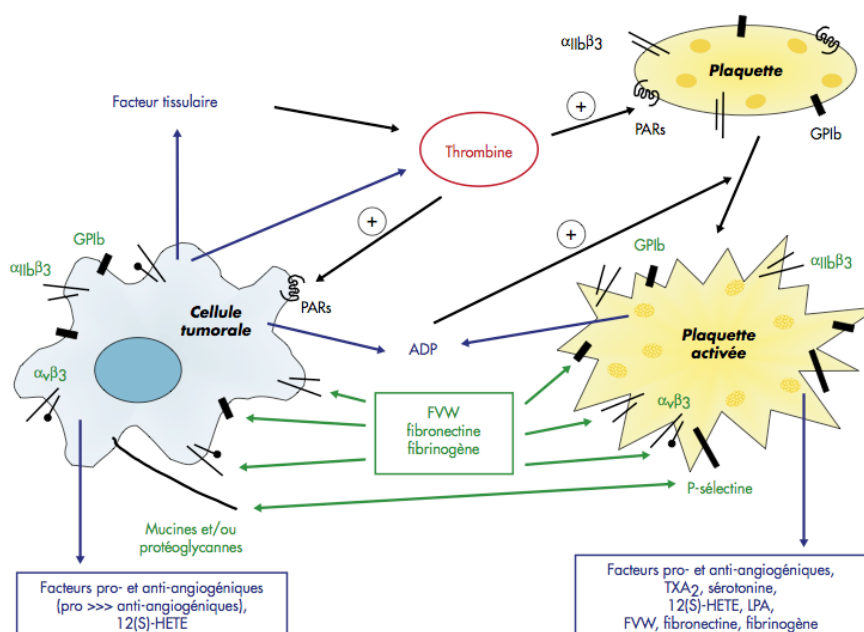 αIIbβ3
Plaquette
PARs
GPIb
Facteur tissulaire
+
Thrombine
+
+
GPIb
αIIbβ3
Cellule
tumorale
PARs
αvβ3
ADP
GPIb
αIIbβ3
Plaquette
activée
αvβ3
P-sélectine
FVW
fibronectine
fibrinogène
Mucines et/ou
protéoglycannes
Facteurs pro- et anti-angiogéniques
(pro >>> anti-angiogéniques),
12(S)-HETE
Facteurs pro- et anti-angiogéniques,
TXA2, sérotonine,
12(S)-HETE, LPA,
FVW, fibronectine, fibrinogène